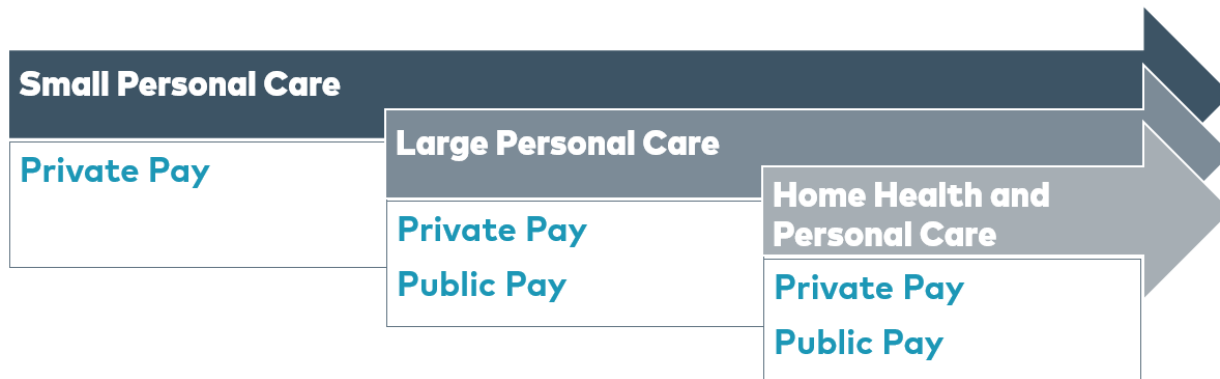 Small Personal Care
Private Pay
Large Personal Care
Private Pay
Public Pay
Home Health and
Personal Care
Private Pay
Public Pay